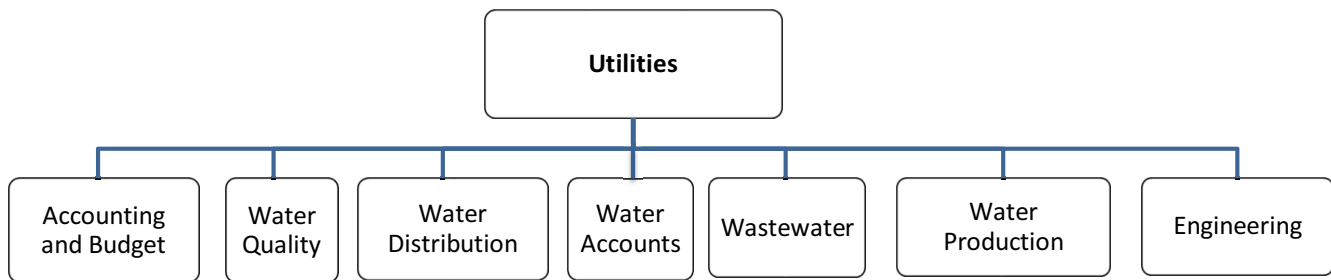 Utilities
Accounting
and Budget
Water
Quality
Water
Distribution
Water
Accounts
Wastewater
Water
Production
Engineering